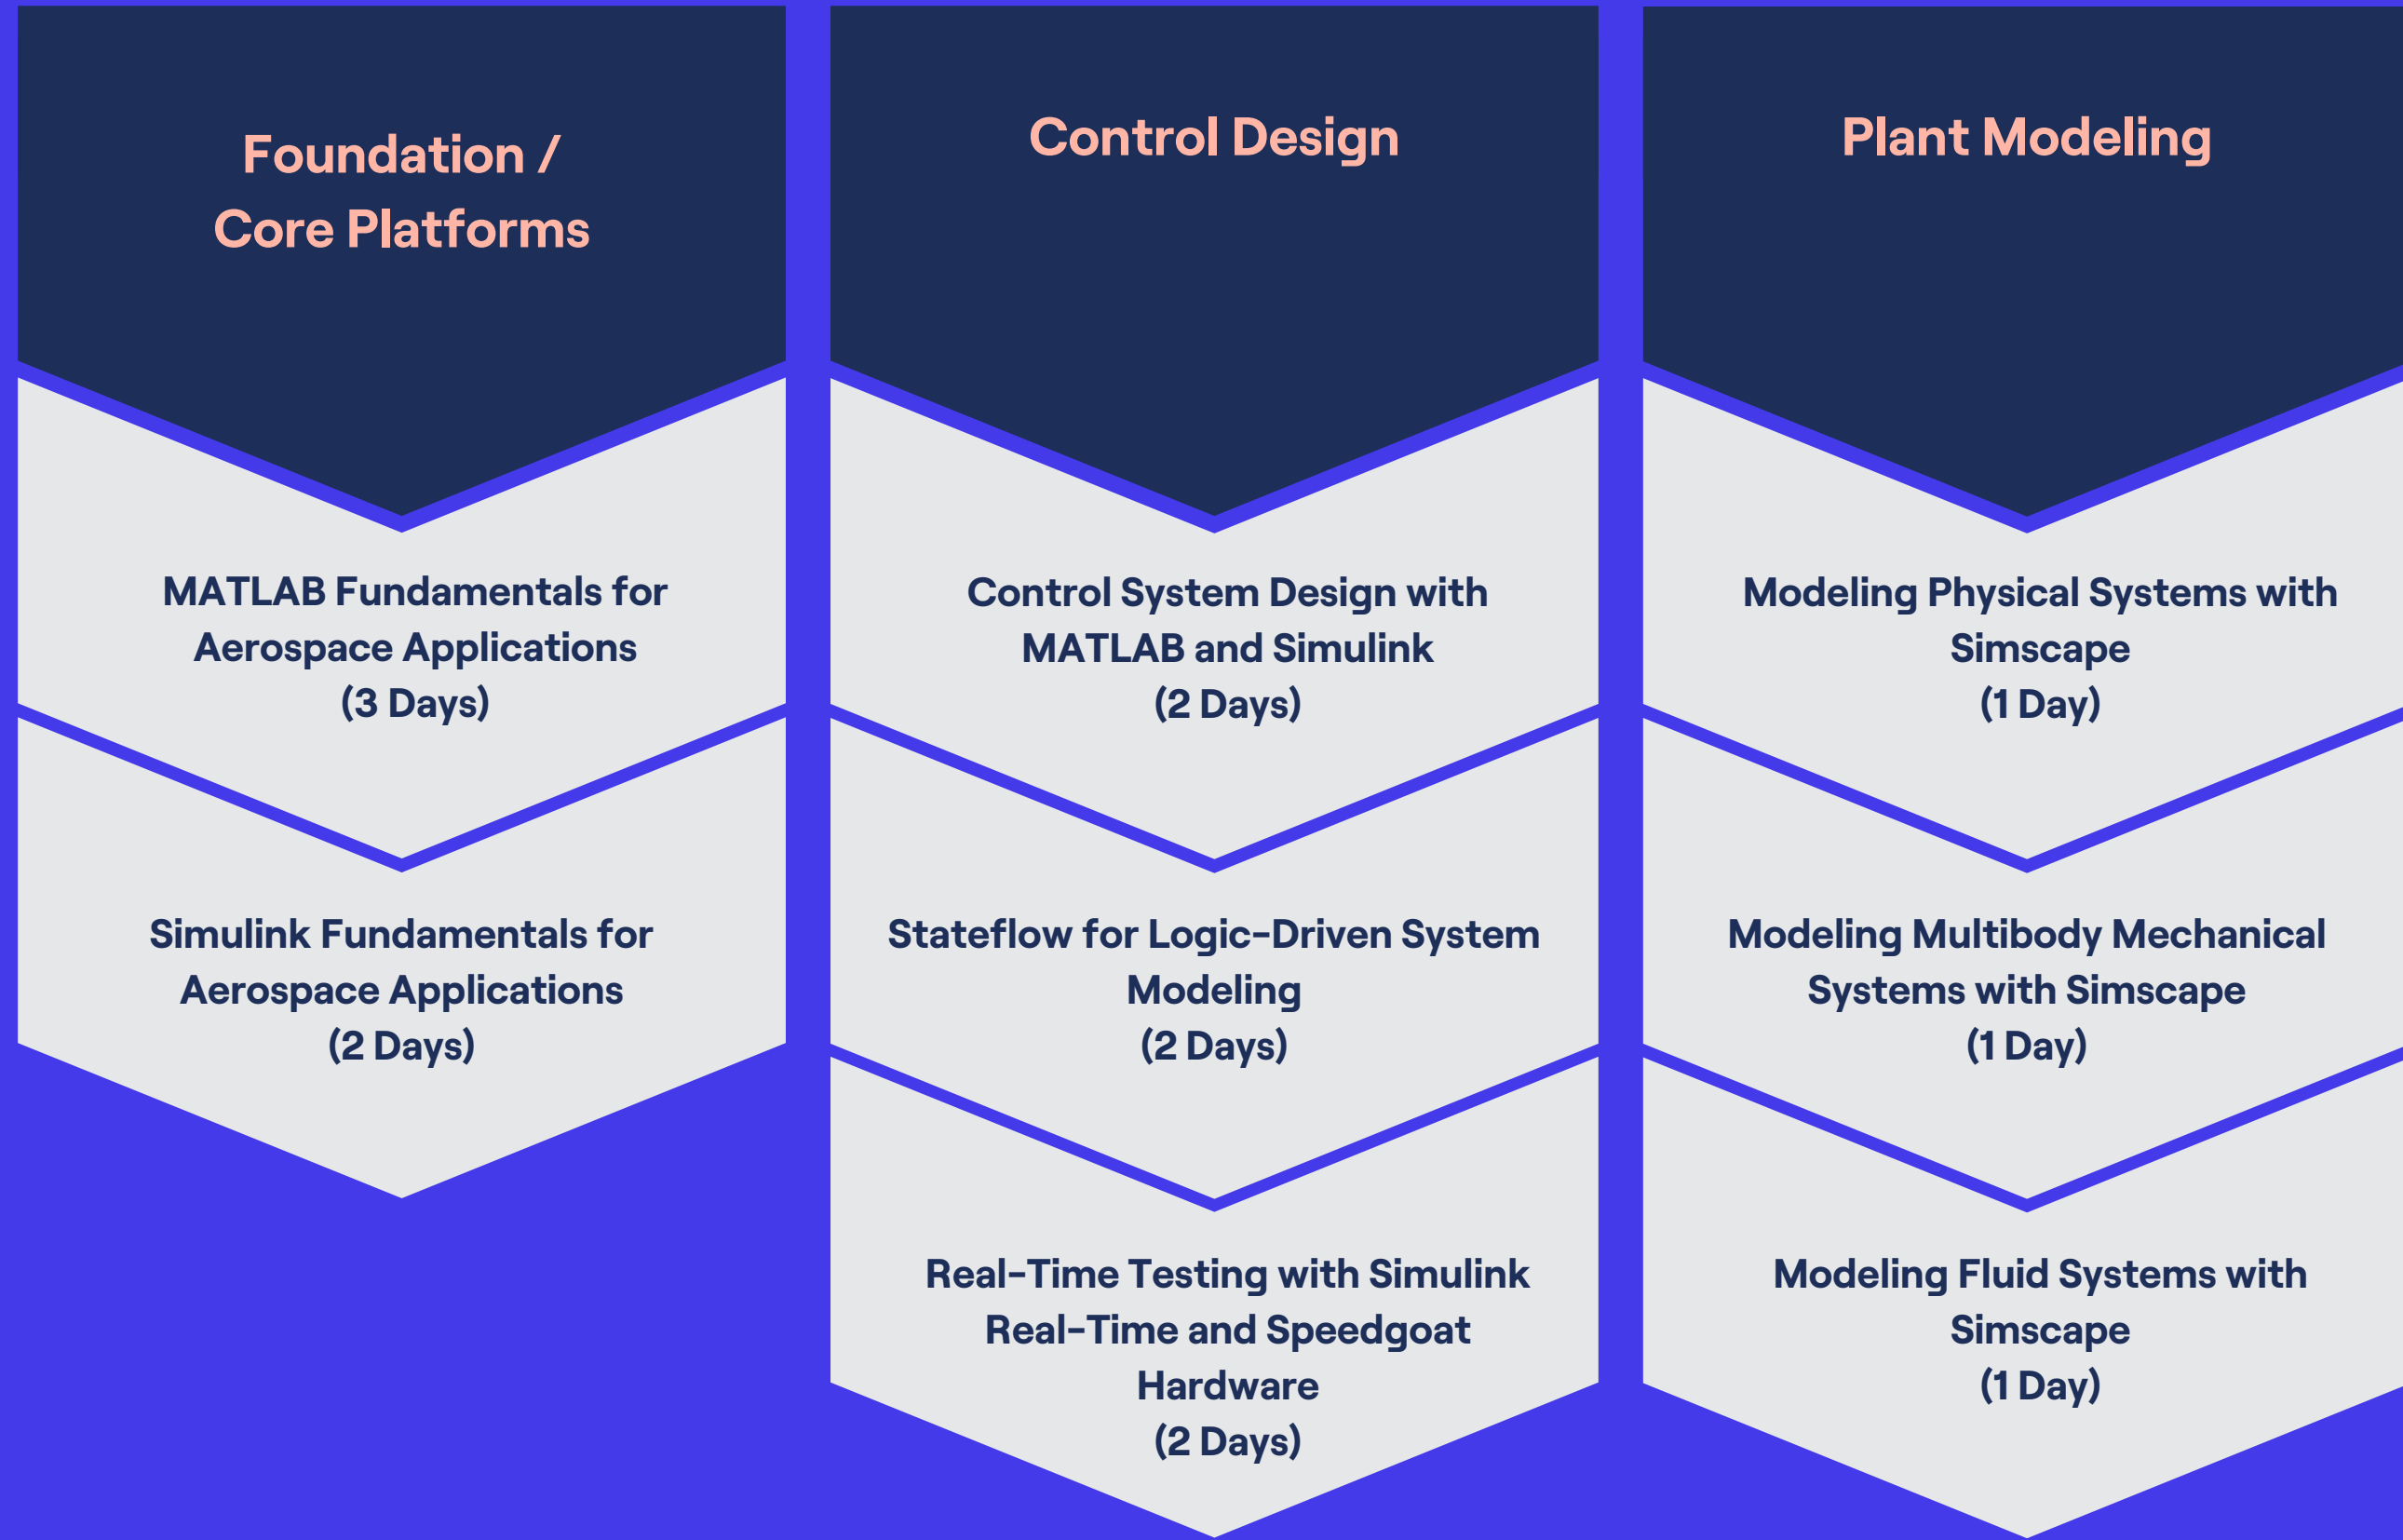 Foundation /
Core Platforms
MATLAB Fundamentals for
Aerospace Applications
(3 Days)
Simulink Fundamentals for
Aerospace Applications
(2 Days)
Control Design
Control System Design with
MATLAB and Simulink
(2 Days)
Stateflow for Logic-Driven System
Modeling
(2 Days)
Real-Time Testing with Simulink
Real-Time and Speedgoat
Hardware
(2 Days)
Plant Modeling
Modeling Physical Systems with
Simscape
(1 Day)
Modeling Multibody Mechanical
Systems with Simscape
(1 Day)
Modeling Fluid Systems with
Simscape
(1 Day)